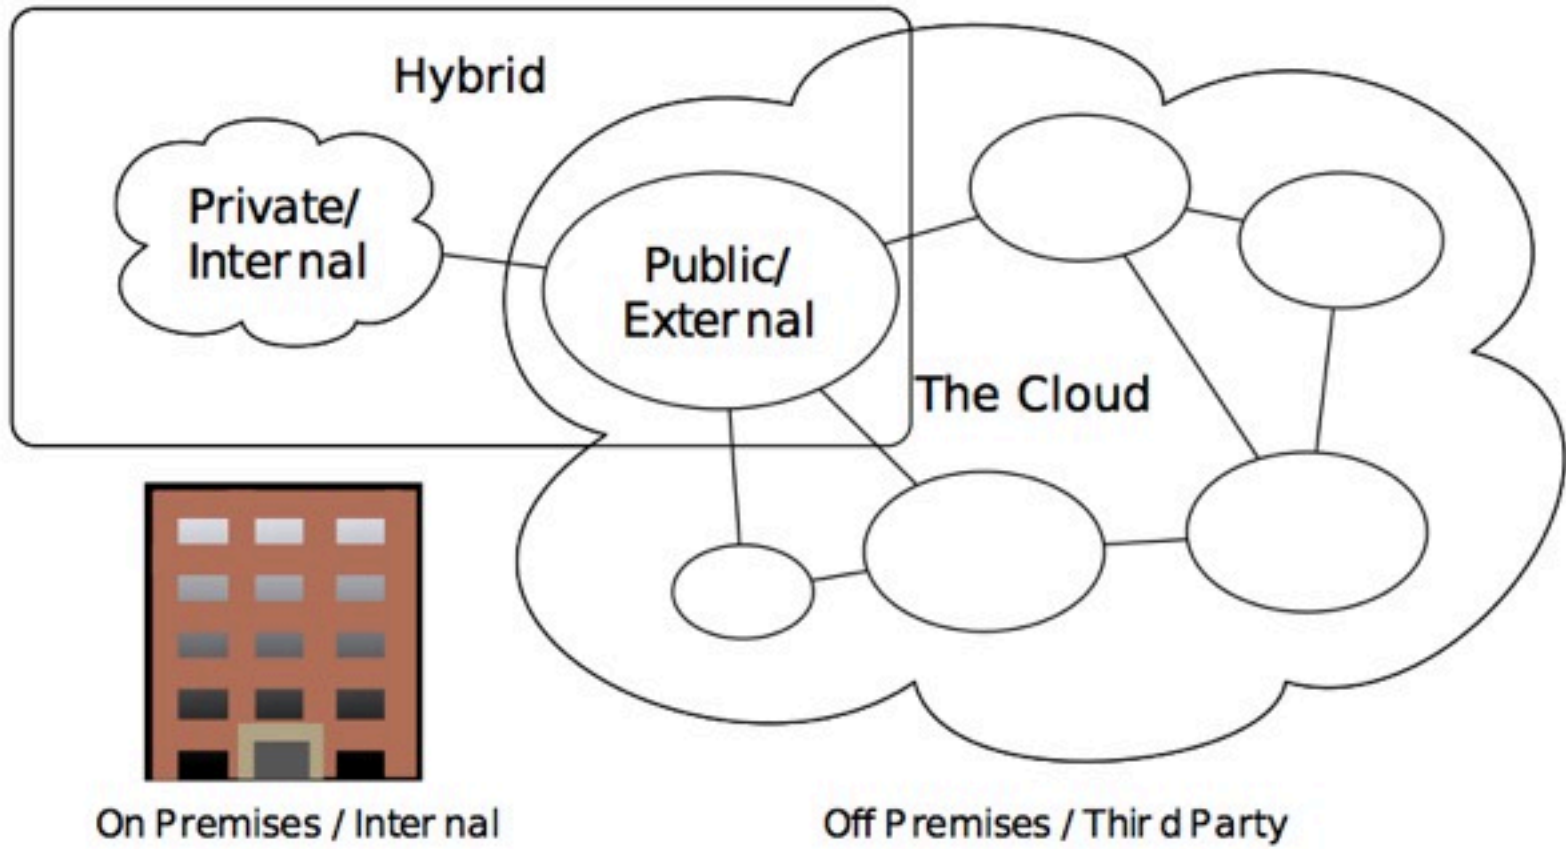 Hybrid
Private/
Internal
Public/
External
The Cloud
On Premises / Internal
Off Premises / Third Party